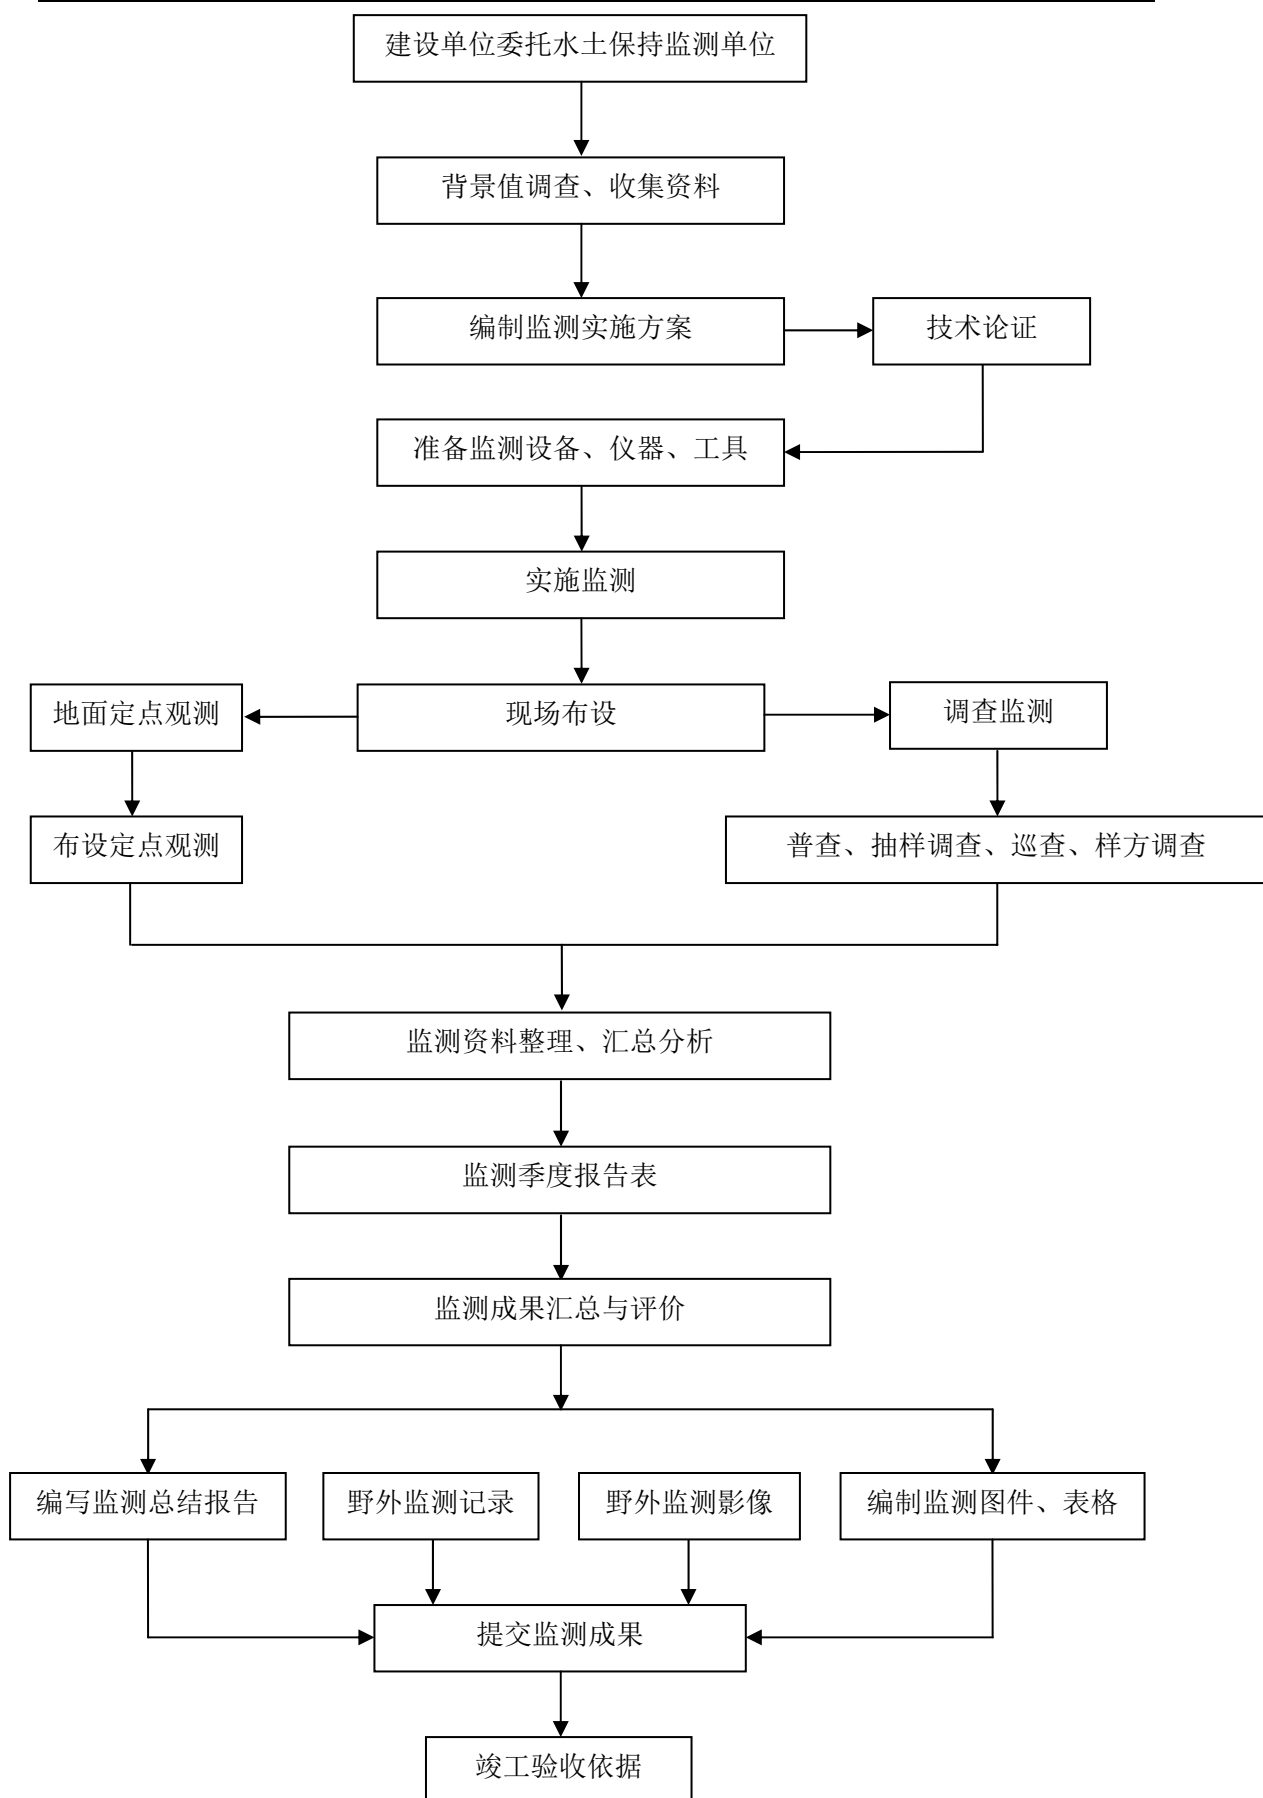 建设单位委托水土保持监测单位
背景值调查、收集资料
编制监测实施方案
技术论证
准备监测设备、仪器、工具
实施监测
地面定点观测
现场布设
调查监测
布设定点观测
普查、抽样调查、巡查、样方调查
监测资料整理、汇总分析
监测季度报告表
监测成果汇总与评价
编写监测总结报告
野外监测记录
野外监测影像
编制监测图件、表格
提交监测成果
竣工验收依据